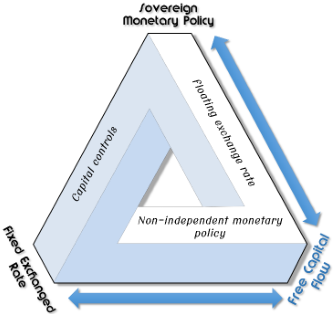 Sovereign
Monetary Policy
Capital controls
Floating exchange rate
Non-independent monetary
policy
Fixed Exchanged
Rate
Free Capital
Flow